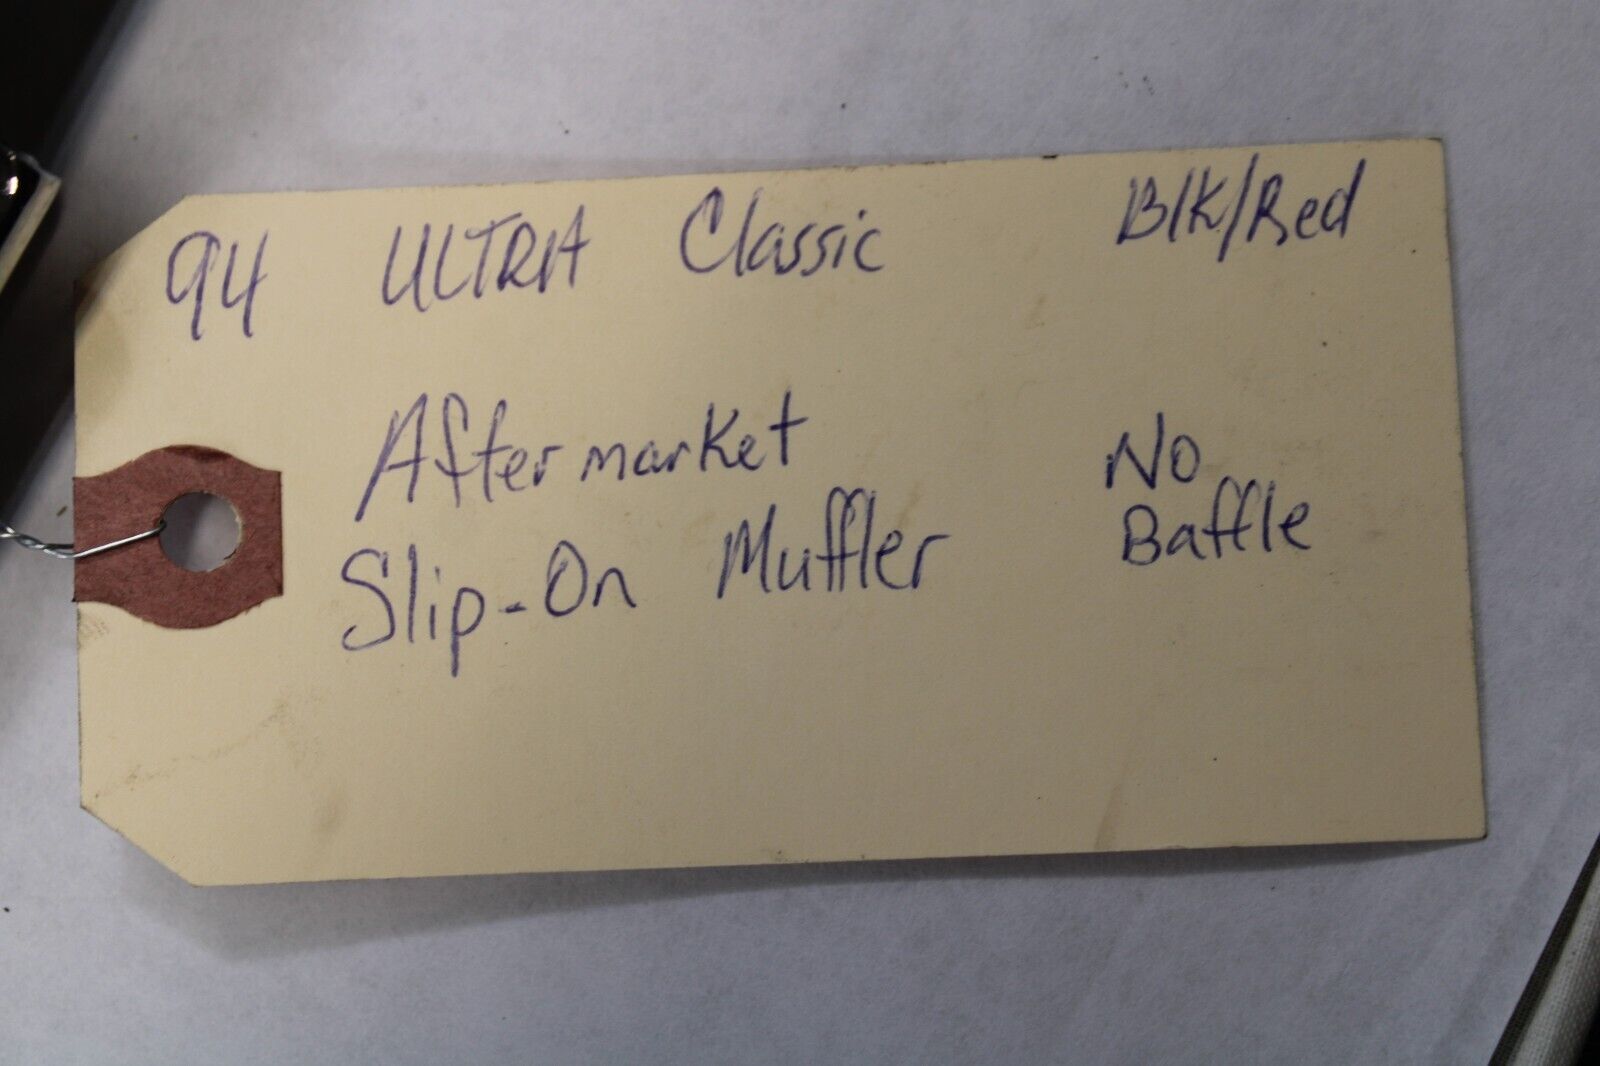 94 ULTRA Classic Blk/Red
Aftermarket No
Slip-On Muffler Baffle